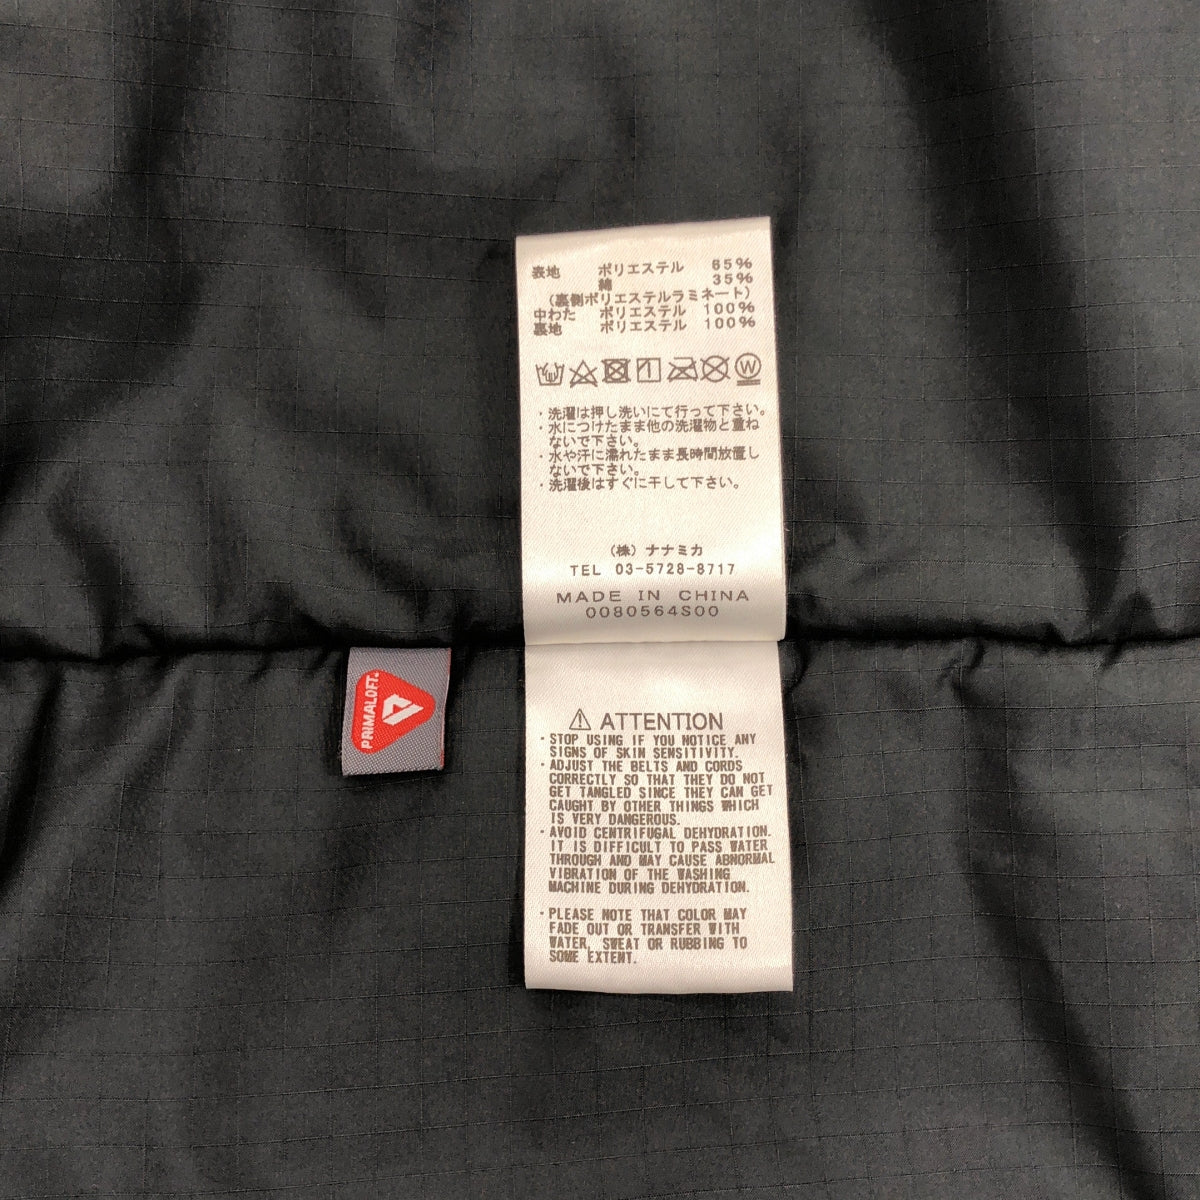 表地 ポリエステル 65%
綿 35%
(裏側ポリエステルラミネート)
中わた ポリエステル 100%
裏地 ポリエステル 100%
W
・洗濯は押し洗いにて行って下さい。
・水につけたまま他の洗濯物と重ね
ないで下さい。
・水や汗に濡れたまま長時間放置し
ないで下さい。
・洗濯後はすぐに干して下さい。
(株) ナナミカ
TEL 03-5728-8717
MADE IN CHINA
0080564S00
PRIMALOFT®
⚠ ATTENTION
・STOP USING IF YOU NOTICE ANY
SIGNS OF SKIN SENSITIVITY.
・ADJUST THE BELTS AND CORDS
CORRECTLY SO THAT THEY DO NOT
GET TANGLED SINCE THEY CAN GET
CAUGHT BY OTHER THINGS WHICH
IS VERY DANGEROUS.
・AVOID CENTRIFUGAL DEHYDRATION.
IT IS DIFFICULT TO PASS WATER
THROUGH AND MAY CAUSE ABNORMAL
VIBRATION OF THE WASHING
MACHINE DURING DEHYDRATION.
・PLEASE NOTE THAT COLOR MAY
FADE OUT OR TRANSFER WITH
WATER, SWEAT OR RUBBING TO
SOME EXTENT.